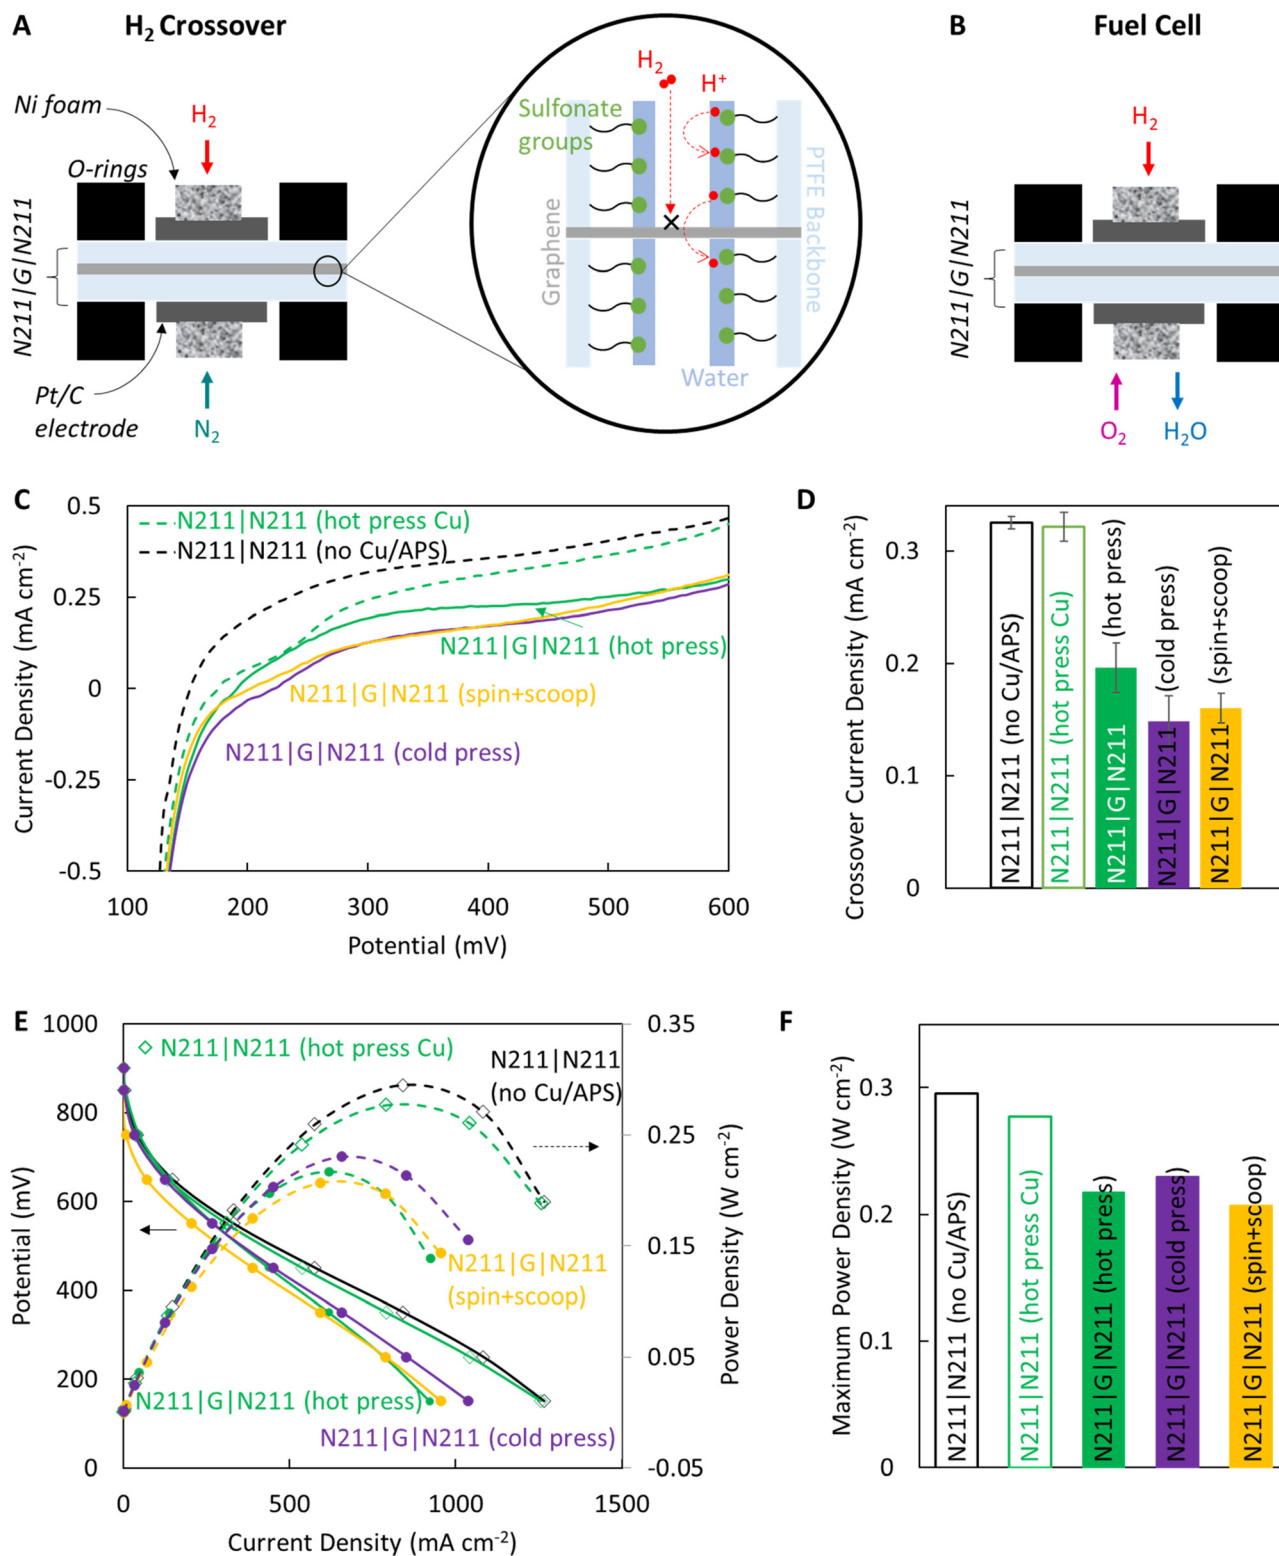 A
H2 Crossover
Ni foam
H2
O-rings
N211|G|N211
Pt/C
electrode
N2
H2
H+
Sulfonate
groups
Graphene
PTFE Backbone
Water
B
Fuel Cell
H2
N211|G|N211
O2
H2O
C
0.5
0.25
0
-0.25
-0.5
Current Density (mA cm-2)
N211|N211 (hot press Cu)
N211|N211 (no Cu/APS)
N211|G|N211 (hot press)
N211|G|N211 (spin+scoop)
N211|G|N211 (cold press)
100
200
300
400
500
600
Potential (mV)
D
0.3
0.2
0.1
0
Crossover Current Density (mA cm-2)
N211|N211 (no Cu/APS)
N211|N211 (hot press Cu)
N211|G|N211 (hot press)
N211|G|N211 (cold press)
N211|G|N211 (spin+scoop)
E
1000
800
600
400
200
0
Potential (mV)
N211|N211 (hot press Cu)
N211|N211
(no Cu/APS)
N211|G|N211
(spin+scoop)
N211|G|N211 (hot press)
N211|G|N211 (cold press)
0.35
0.25
0.15
0.05
-0.05
Power Density (W cm-2)
0
500
1000
1500
Current Density (mA cm-2)
F
0.3
0.2
0.1
0
Maximum Power Density (W cm-2)
N211|N211 (no Cu/APS)
N211|N211 (hot press Cu)
N211|G|N211 (hot press)
N211|G|N211 (cold press)
N211|G|N211 (spin+scoop)